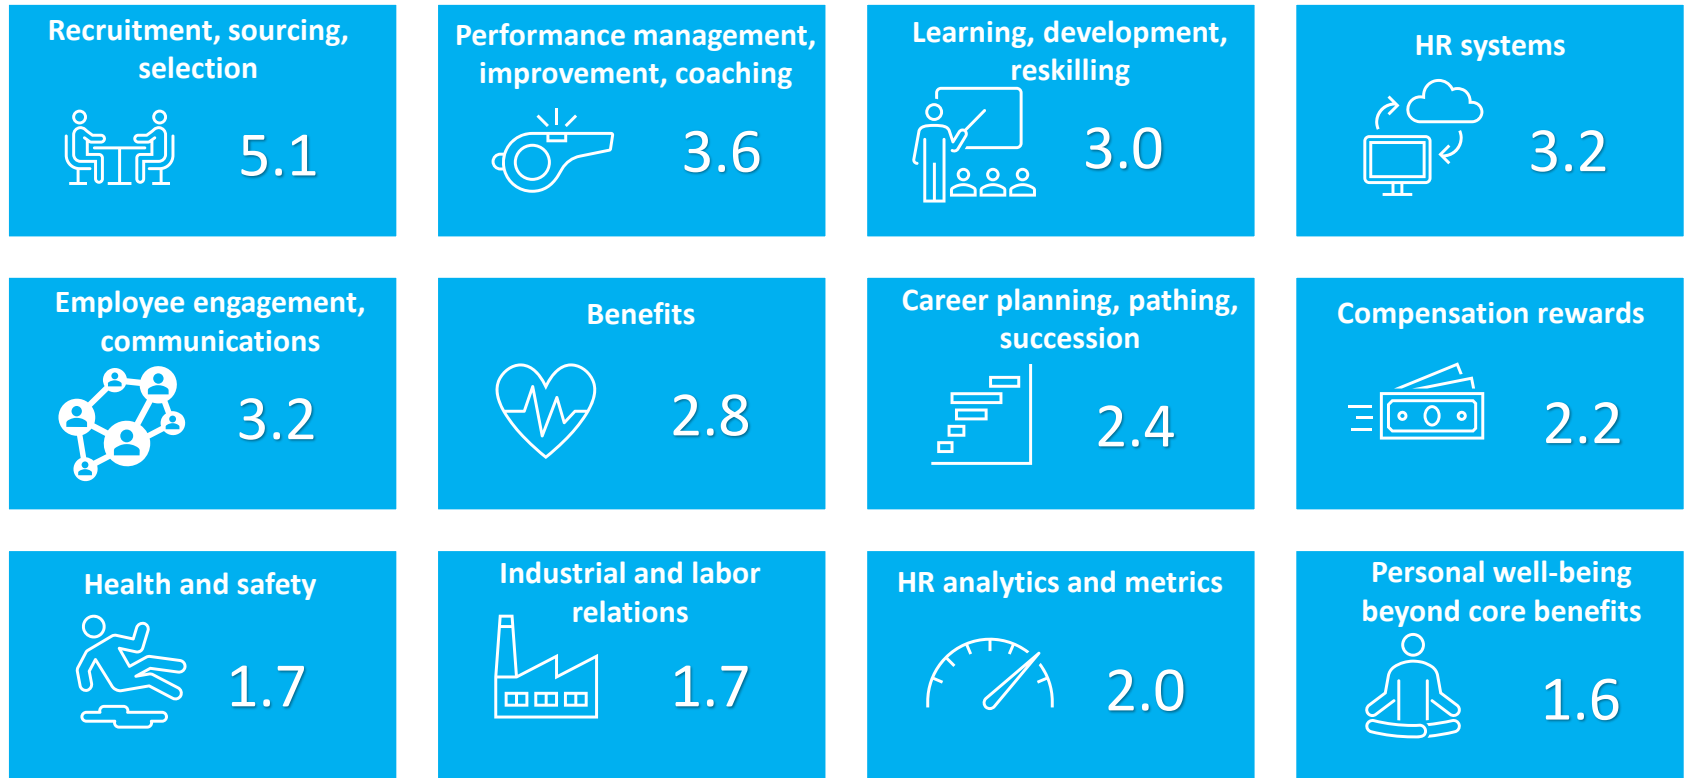 Recruitment, sourcing,
selection
5.1
Performance management,
improvement, coaching
3.6
Learning, development,
reskilling
3.0
HR systems
3.2
Employee engagement,
communications
3.2
Benefits
2.8
Career planning, pathing,
succession
2.4
Compensation rewards
2.2
Health and safety
1.7
Industrial and labor
relations
1.7
HR analytics and metrics
2.0
Personal well-being
beyond core benefits
1.6